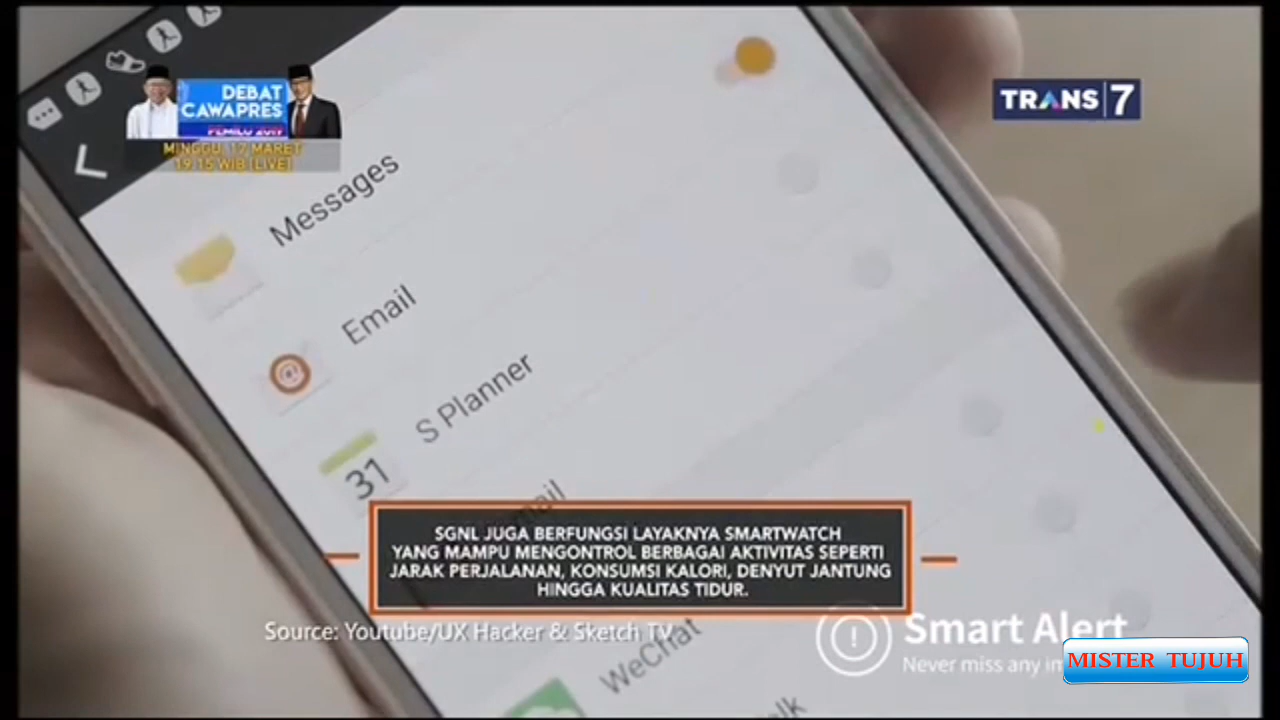 DEBAT
CAWAPRES
PEMILU 2019
MINGGU, 17 MARET
19.15 WIB [LIVE]
TRANS 7
Messages
Email
S Planner
31
mail
SGNL JUGA BERFUNGSI LAYAKNYA SMARTWATCH
YANG MAMPU MENGONTROL BERBAGAI AKTIVITAS SEPERTI
JARAK PERJALANAN, KONSUMSI KALORI, DENYUT JANTUNG
HINGGA KUALITAS TIDUR.
Source: Youtube/UX Hacker & Sketch TV
WeChat
Smart Alert
Never miss any
MISTER TUJUH